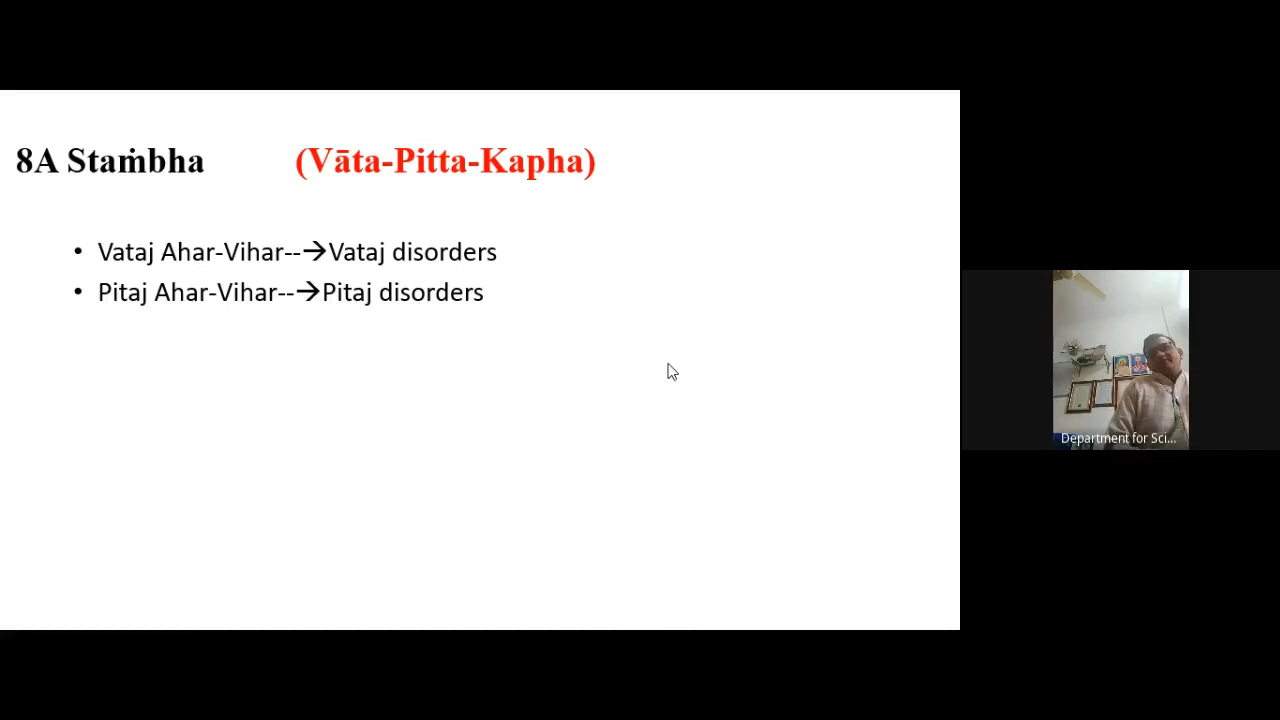 8A Staṁbha (Vāta-Pitta-Kapha)
• Vataj Ahar-Vihar--→Vataj disorders
• Pitaj Ahar-Vihar--→Pitaj disorders
Department for Sci...